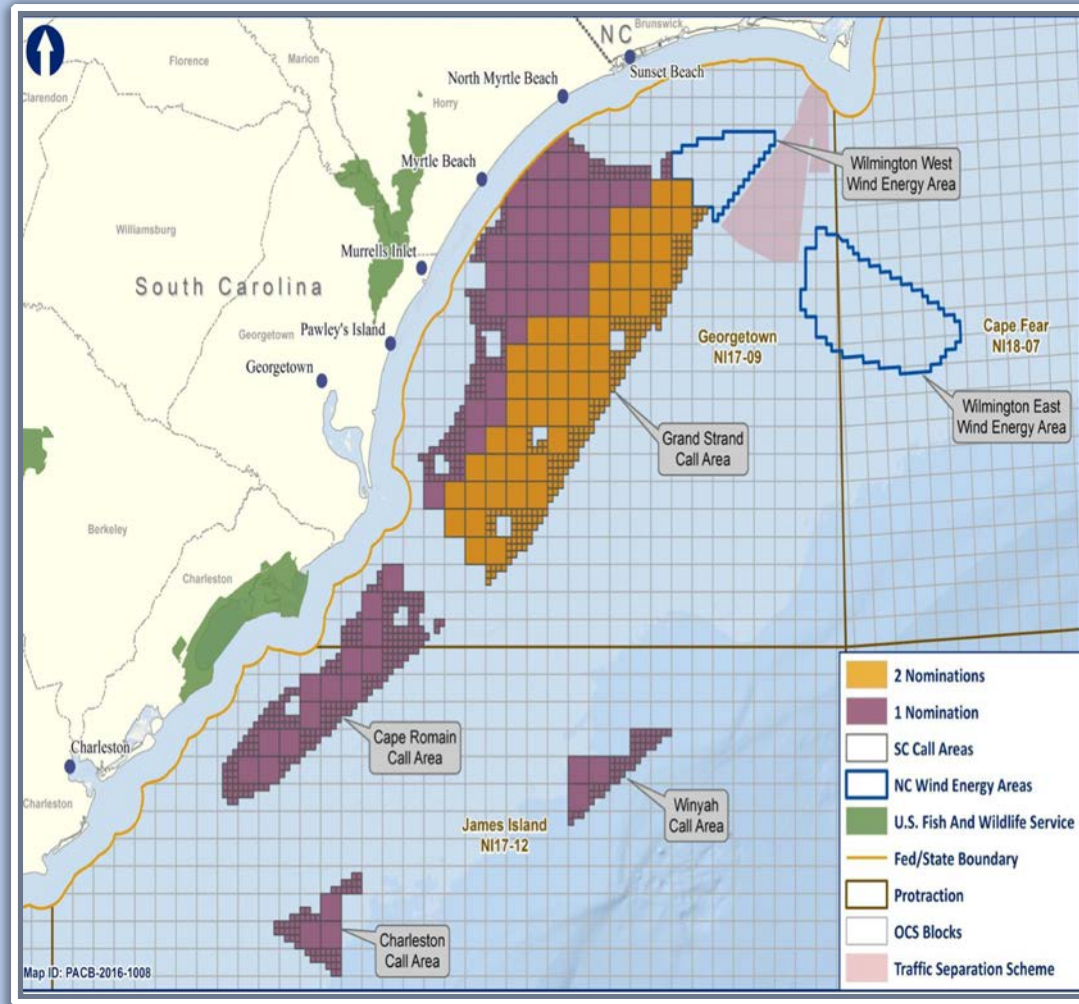 Brunswick
NC
Marion
Florence
Sunset Beach
Clarendon
North Myrtle Beach
Horry
Myrtle Beach
Wilmington West
Wind Energy Area
Williamsburg
Murrells Inlet
South Carolina
Pawley's Island
Georgetown
Georgetown
Georgetown
NI17-09
Cape Fear
NI18-07
Wilmington East
Wind Energy Area
Grand Strand
Call Area
Berkeley
Charleston
Cape Romain
Call Area
Charleston
Charleston
Winyah
Call Area
James Island
NI17-12
Charleston
Call Area
Map ID: PACB-2016-1008
2 Nominations
1 Nomination
SC Call Areas
NC Wind Energy Areas
U.S. Fish And Wildlife Service
Fed/State Boundary
Protraction
OCS Blocks
Traffic Separation Scheme